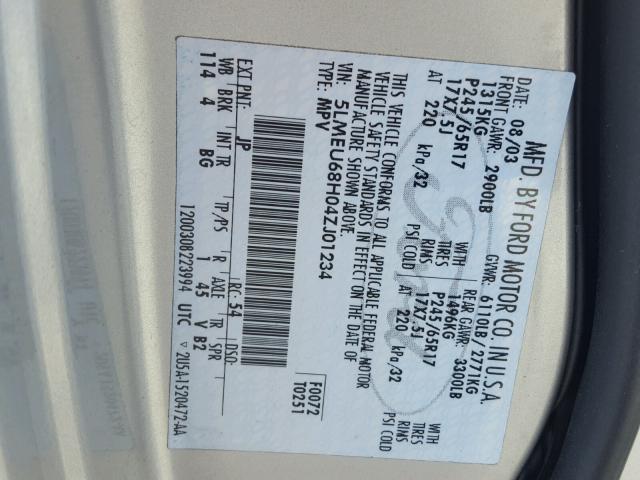 MFD. BY FORD MOTOR CO. IN U.S.A.
DATE: 08/03 GVWR: 6110LB/2771KG
FRONT GAWR: 2900LB REAR GAWR: 3300LB
1315KG WITH 1496KG WITH
P245/65R17 TIRES P245/65R17 TIRES
17X7.5J RIMS 17X7.5J RIMS
AT 220 kPa/32 PSI COLD AT 220 kPa/32 PSI COLD
THIS VEHICLE CONFORMS TO ALL APPLICABLE FEDERAL MOTOR
VEHICLE SAFETY STANDARDS IN EFFECT ON THE DATE OF
MANUFACTURE SHOWN ABOVE.
VIN: 5LMEU68H04ZJ01234
TYPE: MPV
F0072
T0251
EXT PNT: JP RC: 54 DSO:
WB BRK INT TR TP/PS R AXLE TR SPR
114 4 BG 1 45 V B2
1200308223994 UTC ▽ 2U5A-1520472-AA